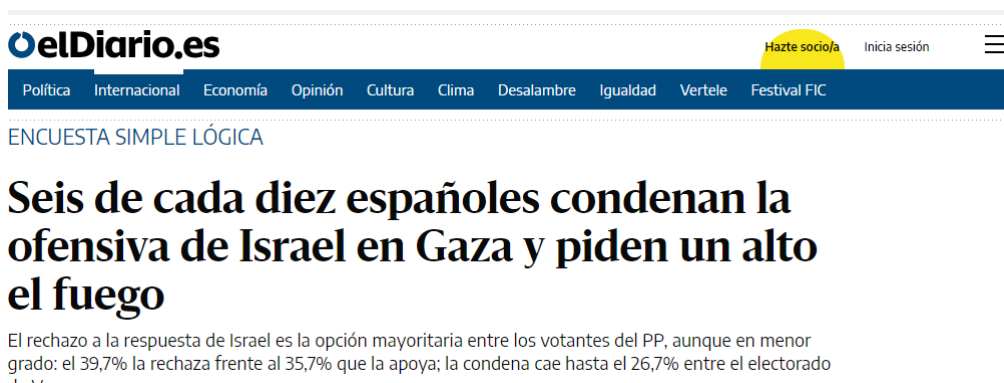 elDiario.es
Hazte socio/a
Inicia sesión
Política Internacional Economía Opinión Cultura Clima Desalambre Igualdad Vertele Festival FIC
ENCUESTA SIMPLE LÓGICA
Seis de cada diez españoles condenan la
ofensiva de Israel en Gaza y piden un alto
el fuego
El rechazo a la respuesta de Israel es la opción mayoritaria entre los votantes del PP, aunque en menor
grado: el 39,7% la rechaza frente al 35,7% que la apoya; la condena cae hasta el 26,7% entre el electorado